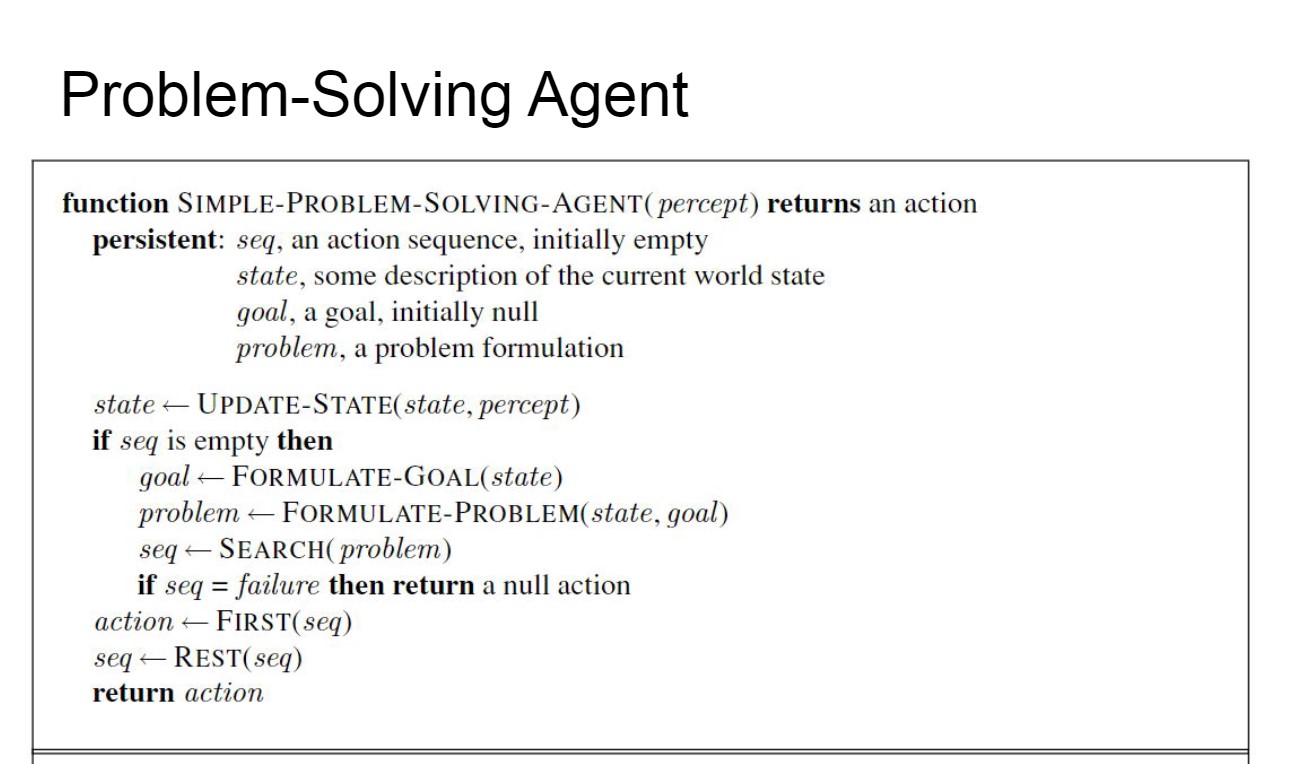 Problem-Solving Agent
function SIMPLE-PROBLEM-SOLVING-AGENT(percept) returns an action
persistent: seq, an action sequence, initially empty
state, some description of the current world state
goal, a goal, initially null
problem, a problem formulation
state ← UPDATE-STATE(state, percept)
if seq is empty then
goal ← FORMULATE-GOAL(state)
problem ← FORMULATE-PROBLEM(state, goal)
seq ← SEARCH(problem)
if seq = failure then return a null action
action ← FIRST(seq)
seq ← REST(seq)
return action